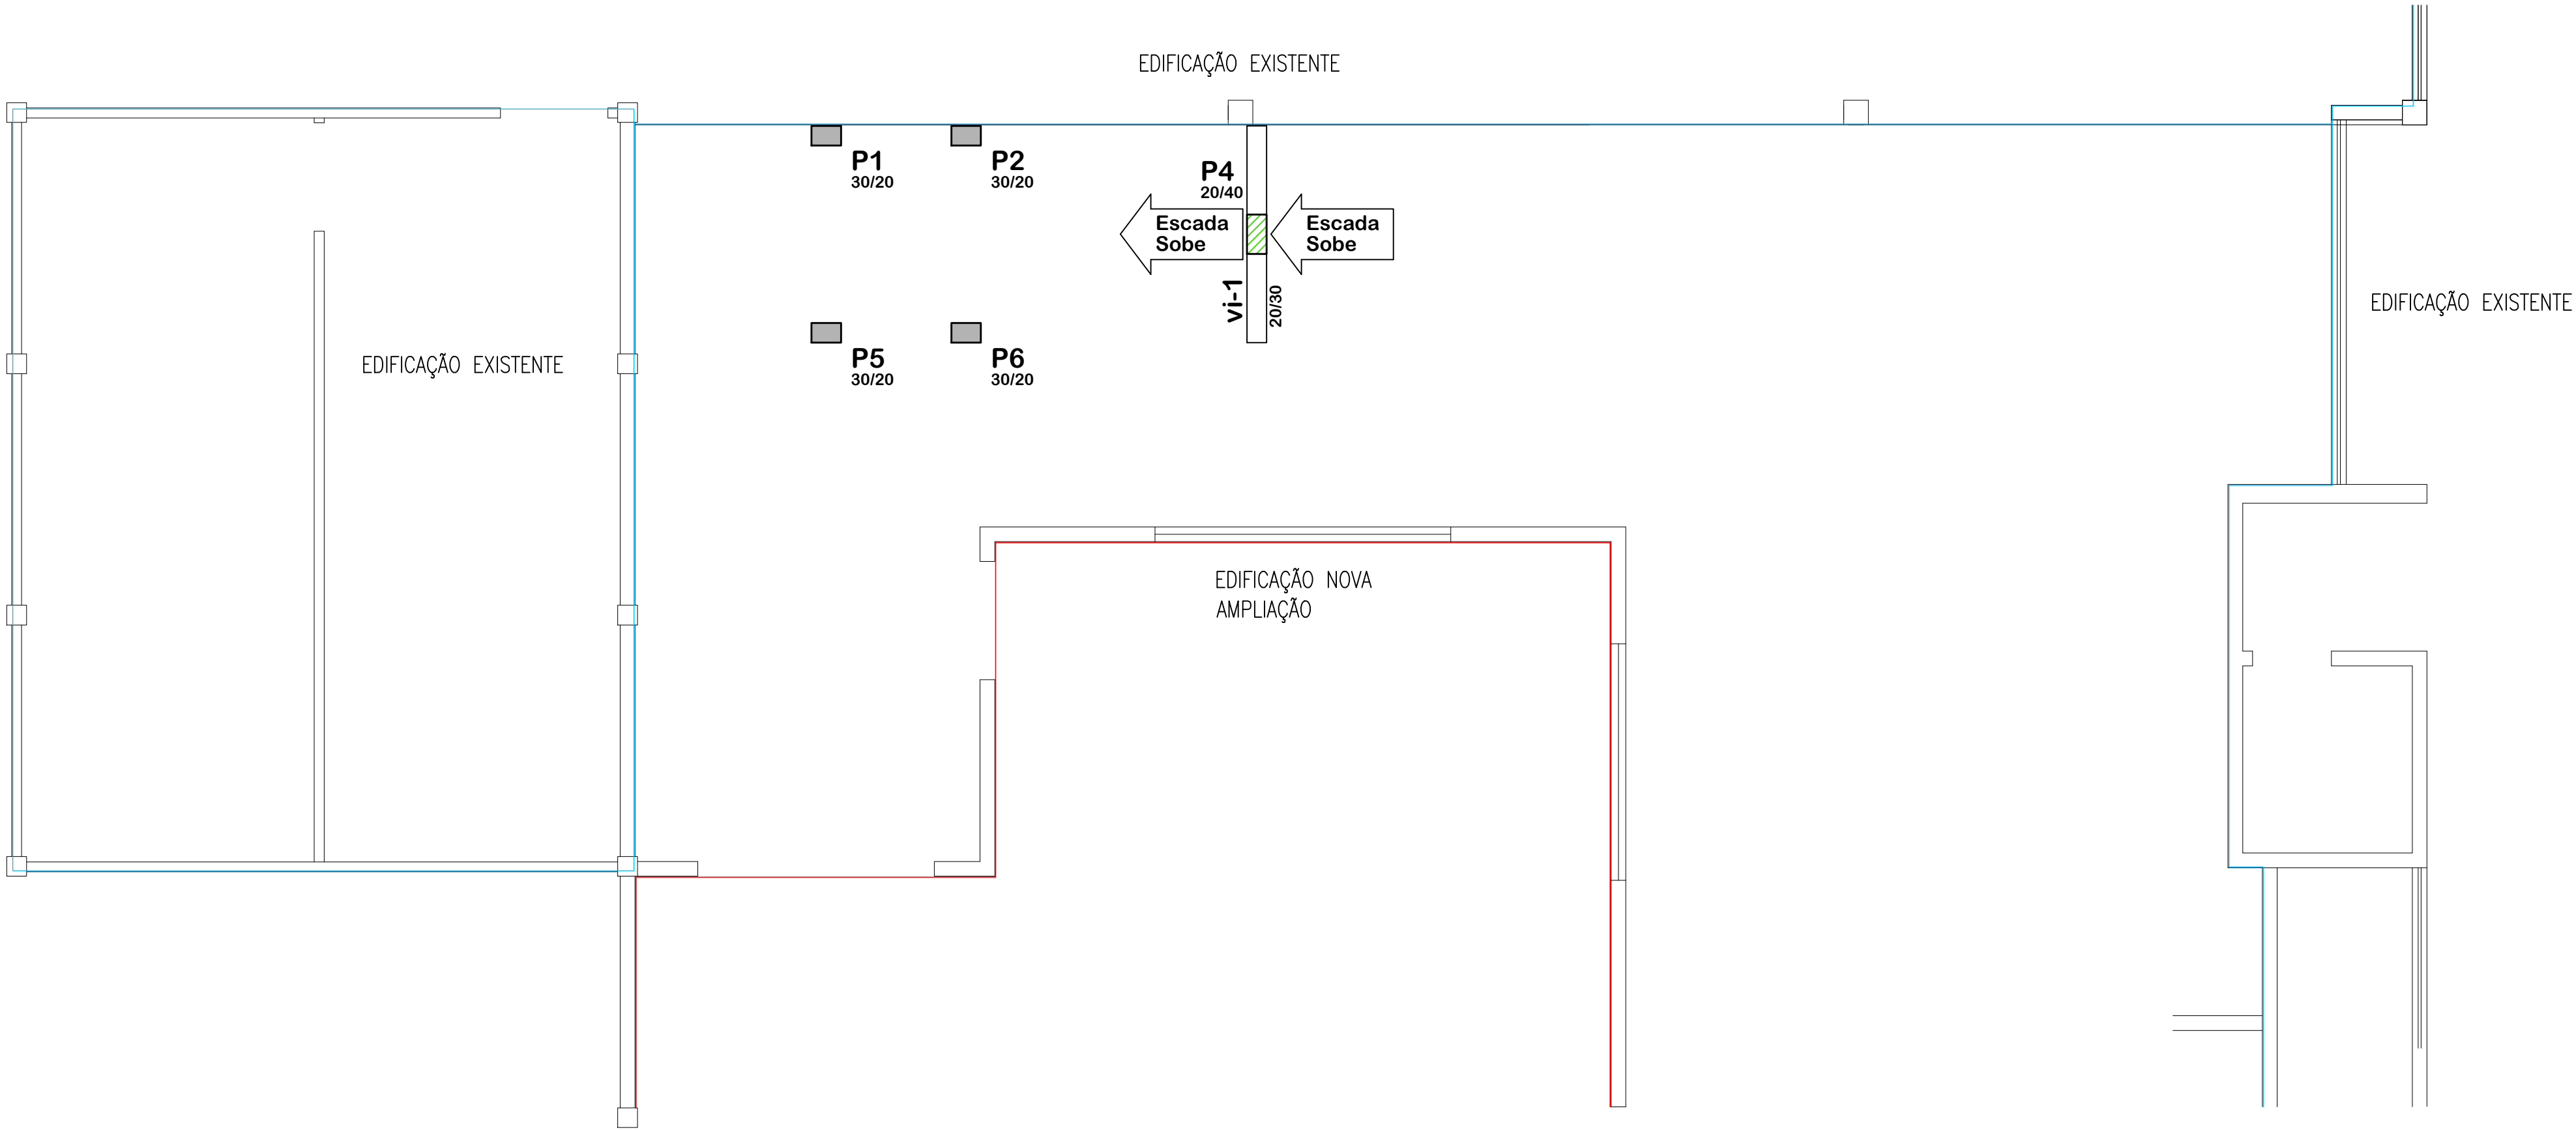 EDIFICAÇÃO EXISTENTE
P1
30/20
P2
30/20
P4
20/40
Escada
Sobe
Escada
Sobe
vi-1
20/30
EDIFICAÇÃO EXISTENTE
EDIFICAÇÃO EXISTENTE
P5
30/20
P6
30/20
EDIFICAÇÃO NOVA
AMPLIAÇÃO